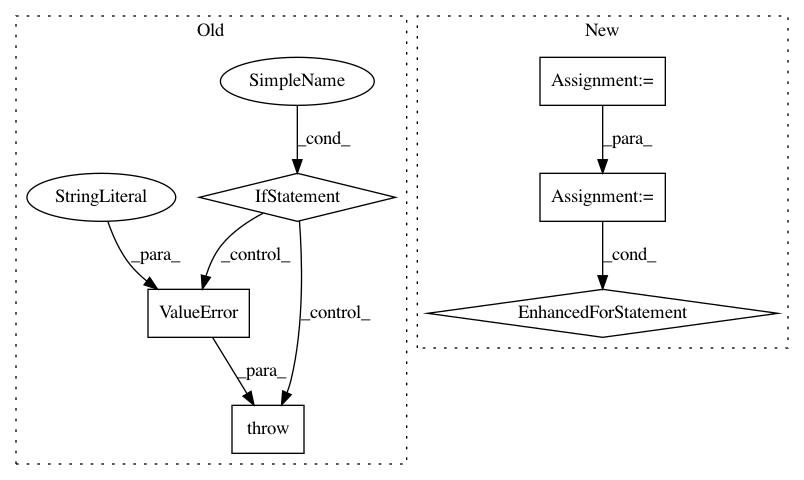 Old
New
SimpleName
Assignment:=
_cond_
_para_
StringLiteral
IfStatement
Assignment:=
_para_
_control_
_cond_
ValueError
_control_
EnhancedForStatement
_para_
throw